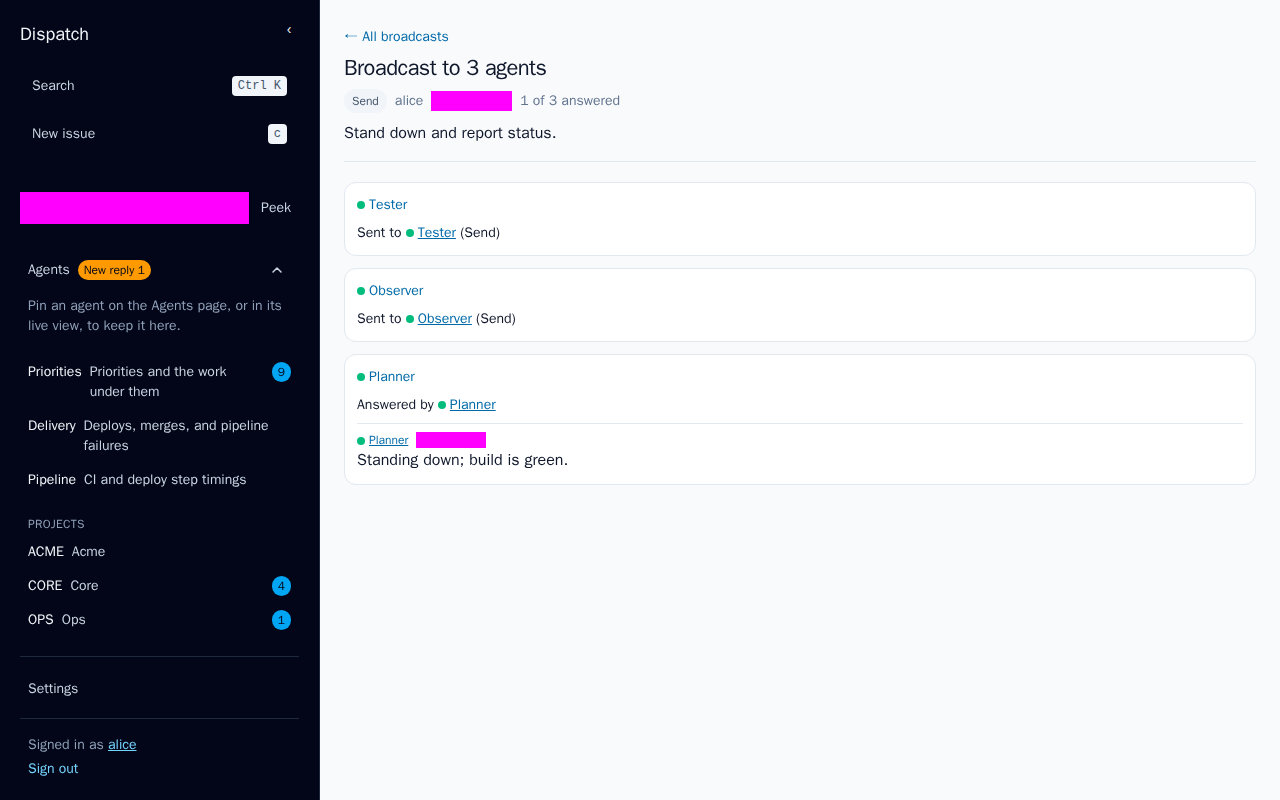 Dispatch
Search Ctrl K
New issue C
Peek
Agents New reply 1
Pin an agent on the Agents page, or in its
live view, to keep it here.
Priorities Priorities and the work
under them 9
Delivery Deploys, merges, and pipeline
failures
Pipeline CI and deploy step timings
PROJECTS
ACME Acme
CORE Core 4
OPS Ops 1
Settings
Signed in as alice
Sign out
← All broadcasts
Broadcast to 3 agents
Send alice 1 of 3 answered
Stand down and report status.
Tester
Sent to Tester (Send)
Observer
Sent to Observer (Send)
Planner
Answered by Planner
Planner
Standing down; build is green.